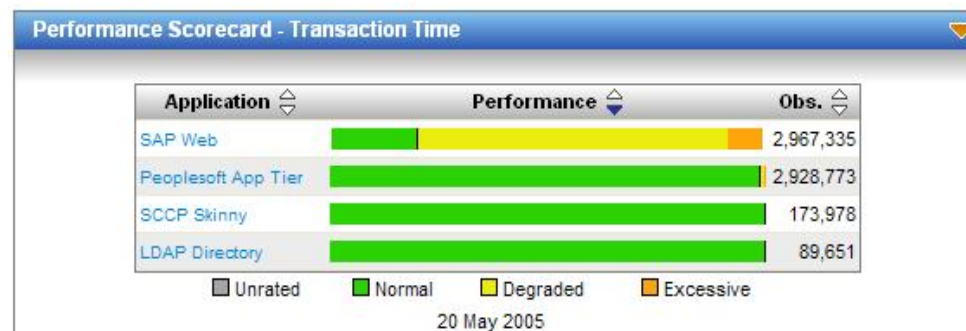 Performance Scorecard - Transaction Time
Application Performance Obs.
SAP Web 2,967,335
Peoplesoft App Tier 2,928,773
SCCP Skinny 173,978
LDAP Directory 89,651
Unrated Normal Degraded Excessive
20 May 2005